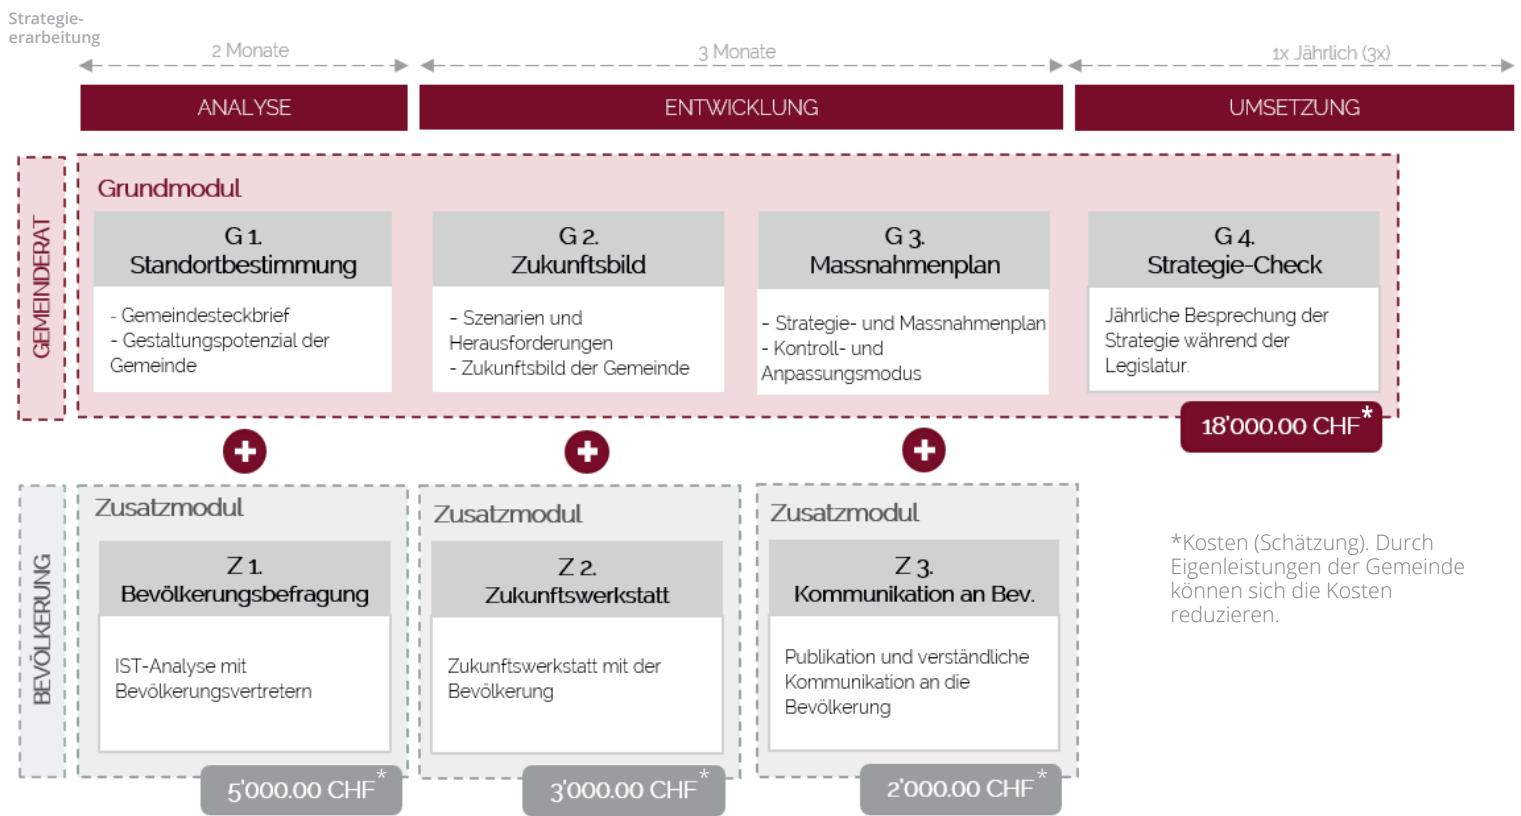 Strategie-
erarbeitung
2 Monate
3 Monate
1x Jährlich (3x)
ANALYSE
ENTWICKLUNG
UMSETZUNG
GEMEINDERAT
Grundmodul
G 1.
Standortbestimmung
- Gemeindesteckbrief
- Gestaltungspotenzial der
Gemeinde
G 2.
Zukunftsbild
- Szenarien und
Herausforderungen
- Zukunftsbild der Gemeinde
G 3.
Massnahmenplan
- Strategie- und Massnahmenplan
- Kontroll- und
Anpassungsmodus
G 4.
Strategie-Check
Jährliche Besprechung der
Strategie während der
Legislatur.
18'000.00 CHF*
BEVÖLKERUNG
Zusatzmodul
Z 1.
Bevölkerungsbefragung
IST-Analyse mit
Bevölkerungsvertretern
5'000.00 CHF*
Zusatzmodul
Z 2.
Zukunftswerkstatt
Zukunftswerkstatt mit der
Bevölkerung
3'000.00 CHF*
Zusatzmodul
Z 3.
Kommunikation an Bev.
Publikation und verständliche
Kommunikation an die
Bevölkerung
2'000.00 CHF*
*Kosten (Schätzung). Durch
Eigenleistungen der Gemeinde
können sich die Kosten
reduzieren.